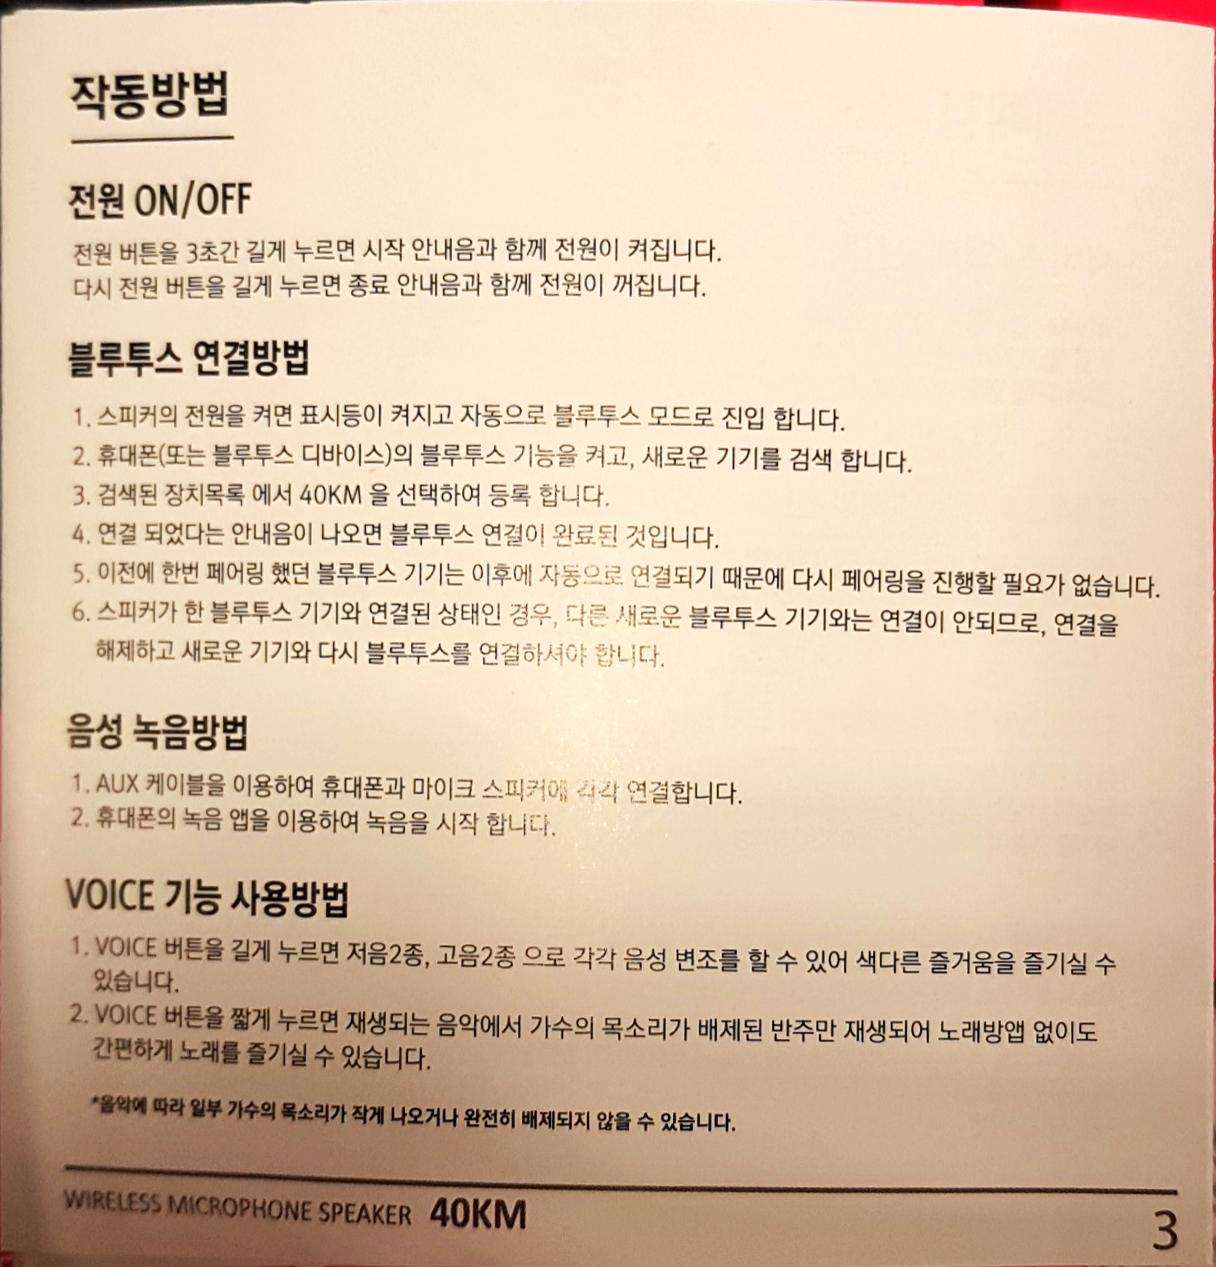 작동방법
전원 ON/OFF
전원 버튼을 3초간 길게 누르면 시작 안내음과 함께 전원이 켜집니다.
다시 전원 버튼을 길게 누르면 종료 안내음과 함께 전원이 꺼집니다.
블루투스 연결방법
1. 스피커의 전원을 켜면 표시등이 켜지고 자동으로 블루투스 모드로 진입 합니다.
2. 휴대폰(또는 블루투스 디바이스)의 블루투스 기능을 켜고, 새로운 기기를 검색 합니다.
3. 검색된 장치목록 에서 40KM 을 선택하여 등록 합니다.
4. 연결 되었다는 안내음이 나오면 블루투스 연결이 완료된 것입니다.
5. 이전에 한번 페어링 했던 블루투스 기기는 이후에 자동으로 연결되기 때문에 다시 페어링을 진행할 필요가 없습니다.
6. 스피커가 한 블루투스 기기와 연결된 상태인 경우, 다른 새로운 블루투스 기기와는 연결이 안되므로, 연결을
해제하고 새로운 기기와 다시 블루투스를 연결하셔야 합니다.
음성 녹음방법
1. AUX 케이블을 이용하여 휴대폰과 마이크 스피커에 각각 연결합니다.
2. 휴대폰의 녹음 앱을 이용하여 녹음을 시작 합니다.
VOICE 기능 사용방법
1. VOICE 버튼을 길게 누르면 저음2종, 고음2종 으로 각각 음성 변조를 할 수 있어 색다른 즐거움을 즐기실 수
있습니다.
2. VOICE 버튼을 짧게 누르면 재생되는 음악에서 가수의 목소리가 배제된 반주만 재생되어 노래방앱 없이도
간편하게 노래를 즐기실 수 있습니다.
*음악에 따라 일부 가수의 목소리가 작게 나오거나 완전히 배제되지 않을 수 있습니다.
WIRELESS MICROPHONE SPEAKER 40KM
3